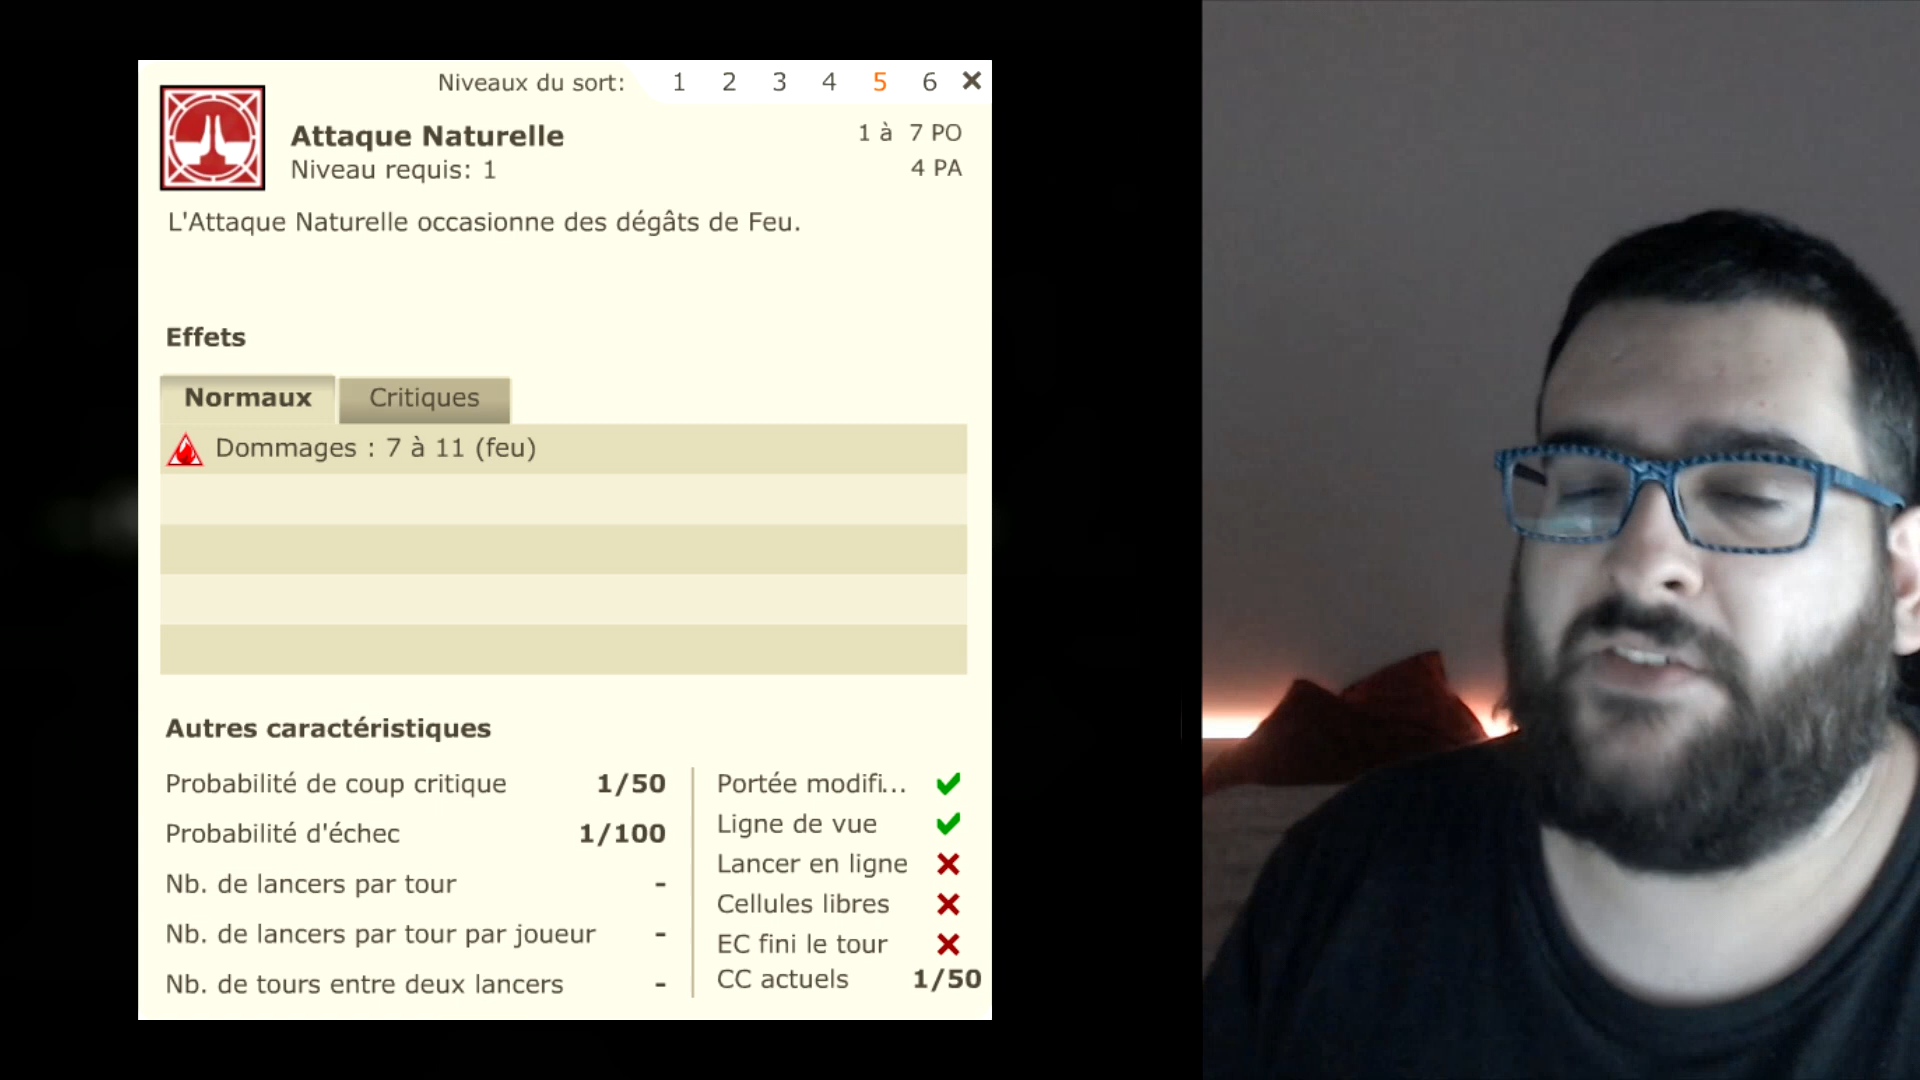 Niveaux du sort: 1 2 3 4 5 6
Attaque Naturelle
1 à 7 PO
Niveau requis: 1
4 PA
L'Attaque Naturelle occasionne des dégâts de Feu.
Effets
Normaux Critiques
Dommages : 7 à 11 (feu)
Autres caractéristiques
Probabilité de coup critique 1/50
Probabilité d'échec 1/100
Nb. de lancers par tour -
Nb. de lancers par tour par joueur -
Nb. de tours entre deux lancers -
Portée modifi...
Ligne de vue
Lancer en ligne
Cellules libres
EC fini le tour
CC actuels 1/50